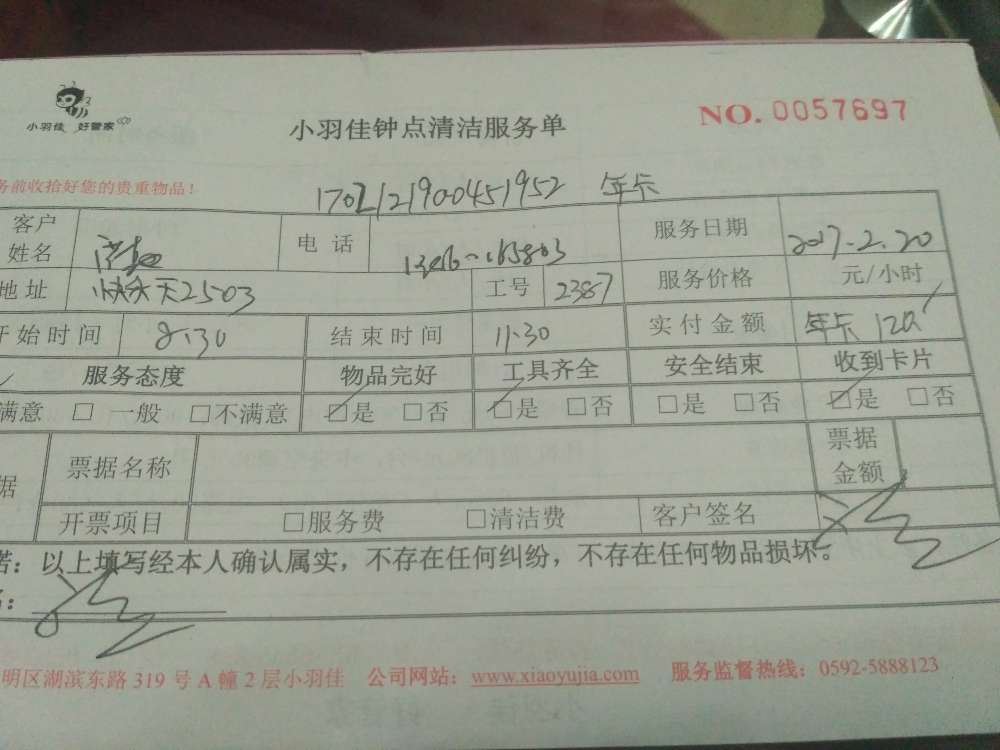 小羽佳 好管家
小羽佳钟点清洁服务单
NO. 0057697
务前收拾好您的贵重物品！
年卡
客户姓名 电话 服务日期 2017.2.20
地址 2503 工号 2387 服务价格 元/小时
开始时间 8:30 结束时间 11:30 实付金额 年卡
服务态度 物品完好 工具齐全 安全结束 收到卡片
满意 □ 一般 □不满意 ☑是 □否 ☑是 □否 □是 □否 ☑是 □否
据 票据名称 票据金额
开票项目 □服务费 □清洁费 客户签名
诺：以上填写经本人确认属实，不存在任何纠纷，不存在任何物品损坏。
名：
明区湖滨东路 319 号 A 幢 2 层小羽佳 公司网站：www.xiaoyujia.com 服务监督热线：0592-5888123